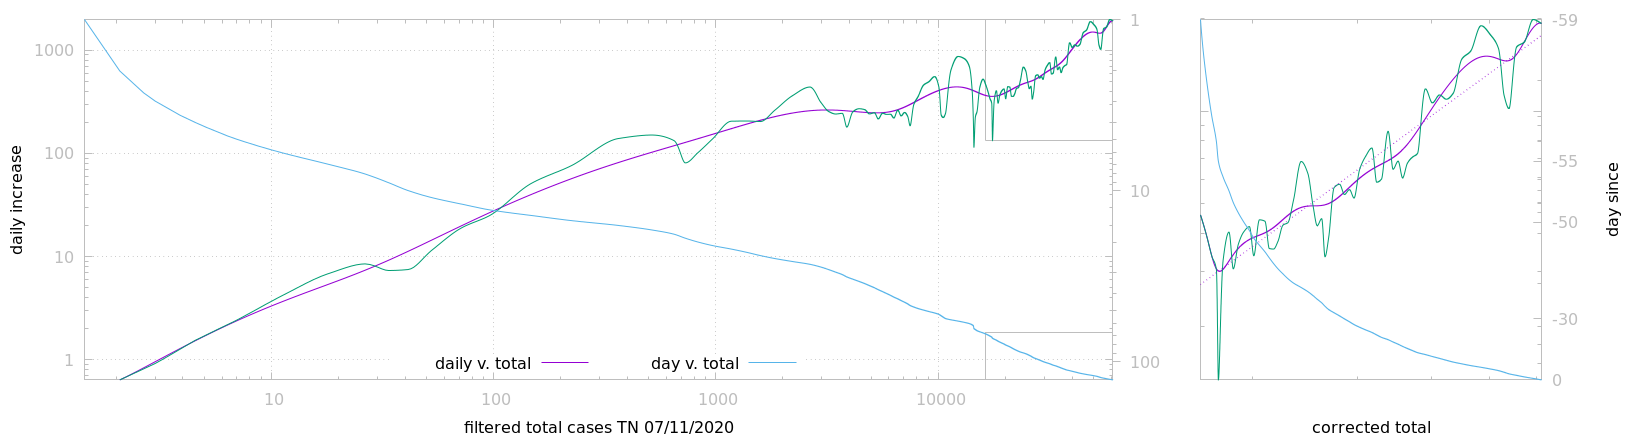 daily increase
1000
100
10
1
daily v. total
day v. total
10
100
1000
10000
1
10
100
filtered total cases TN 07/11/2020
-59
-55
-50
-30
0
day since
corrected total